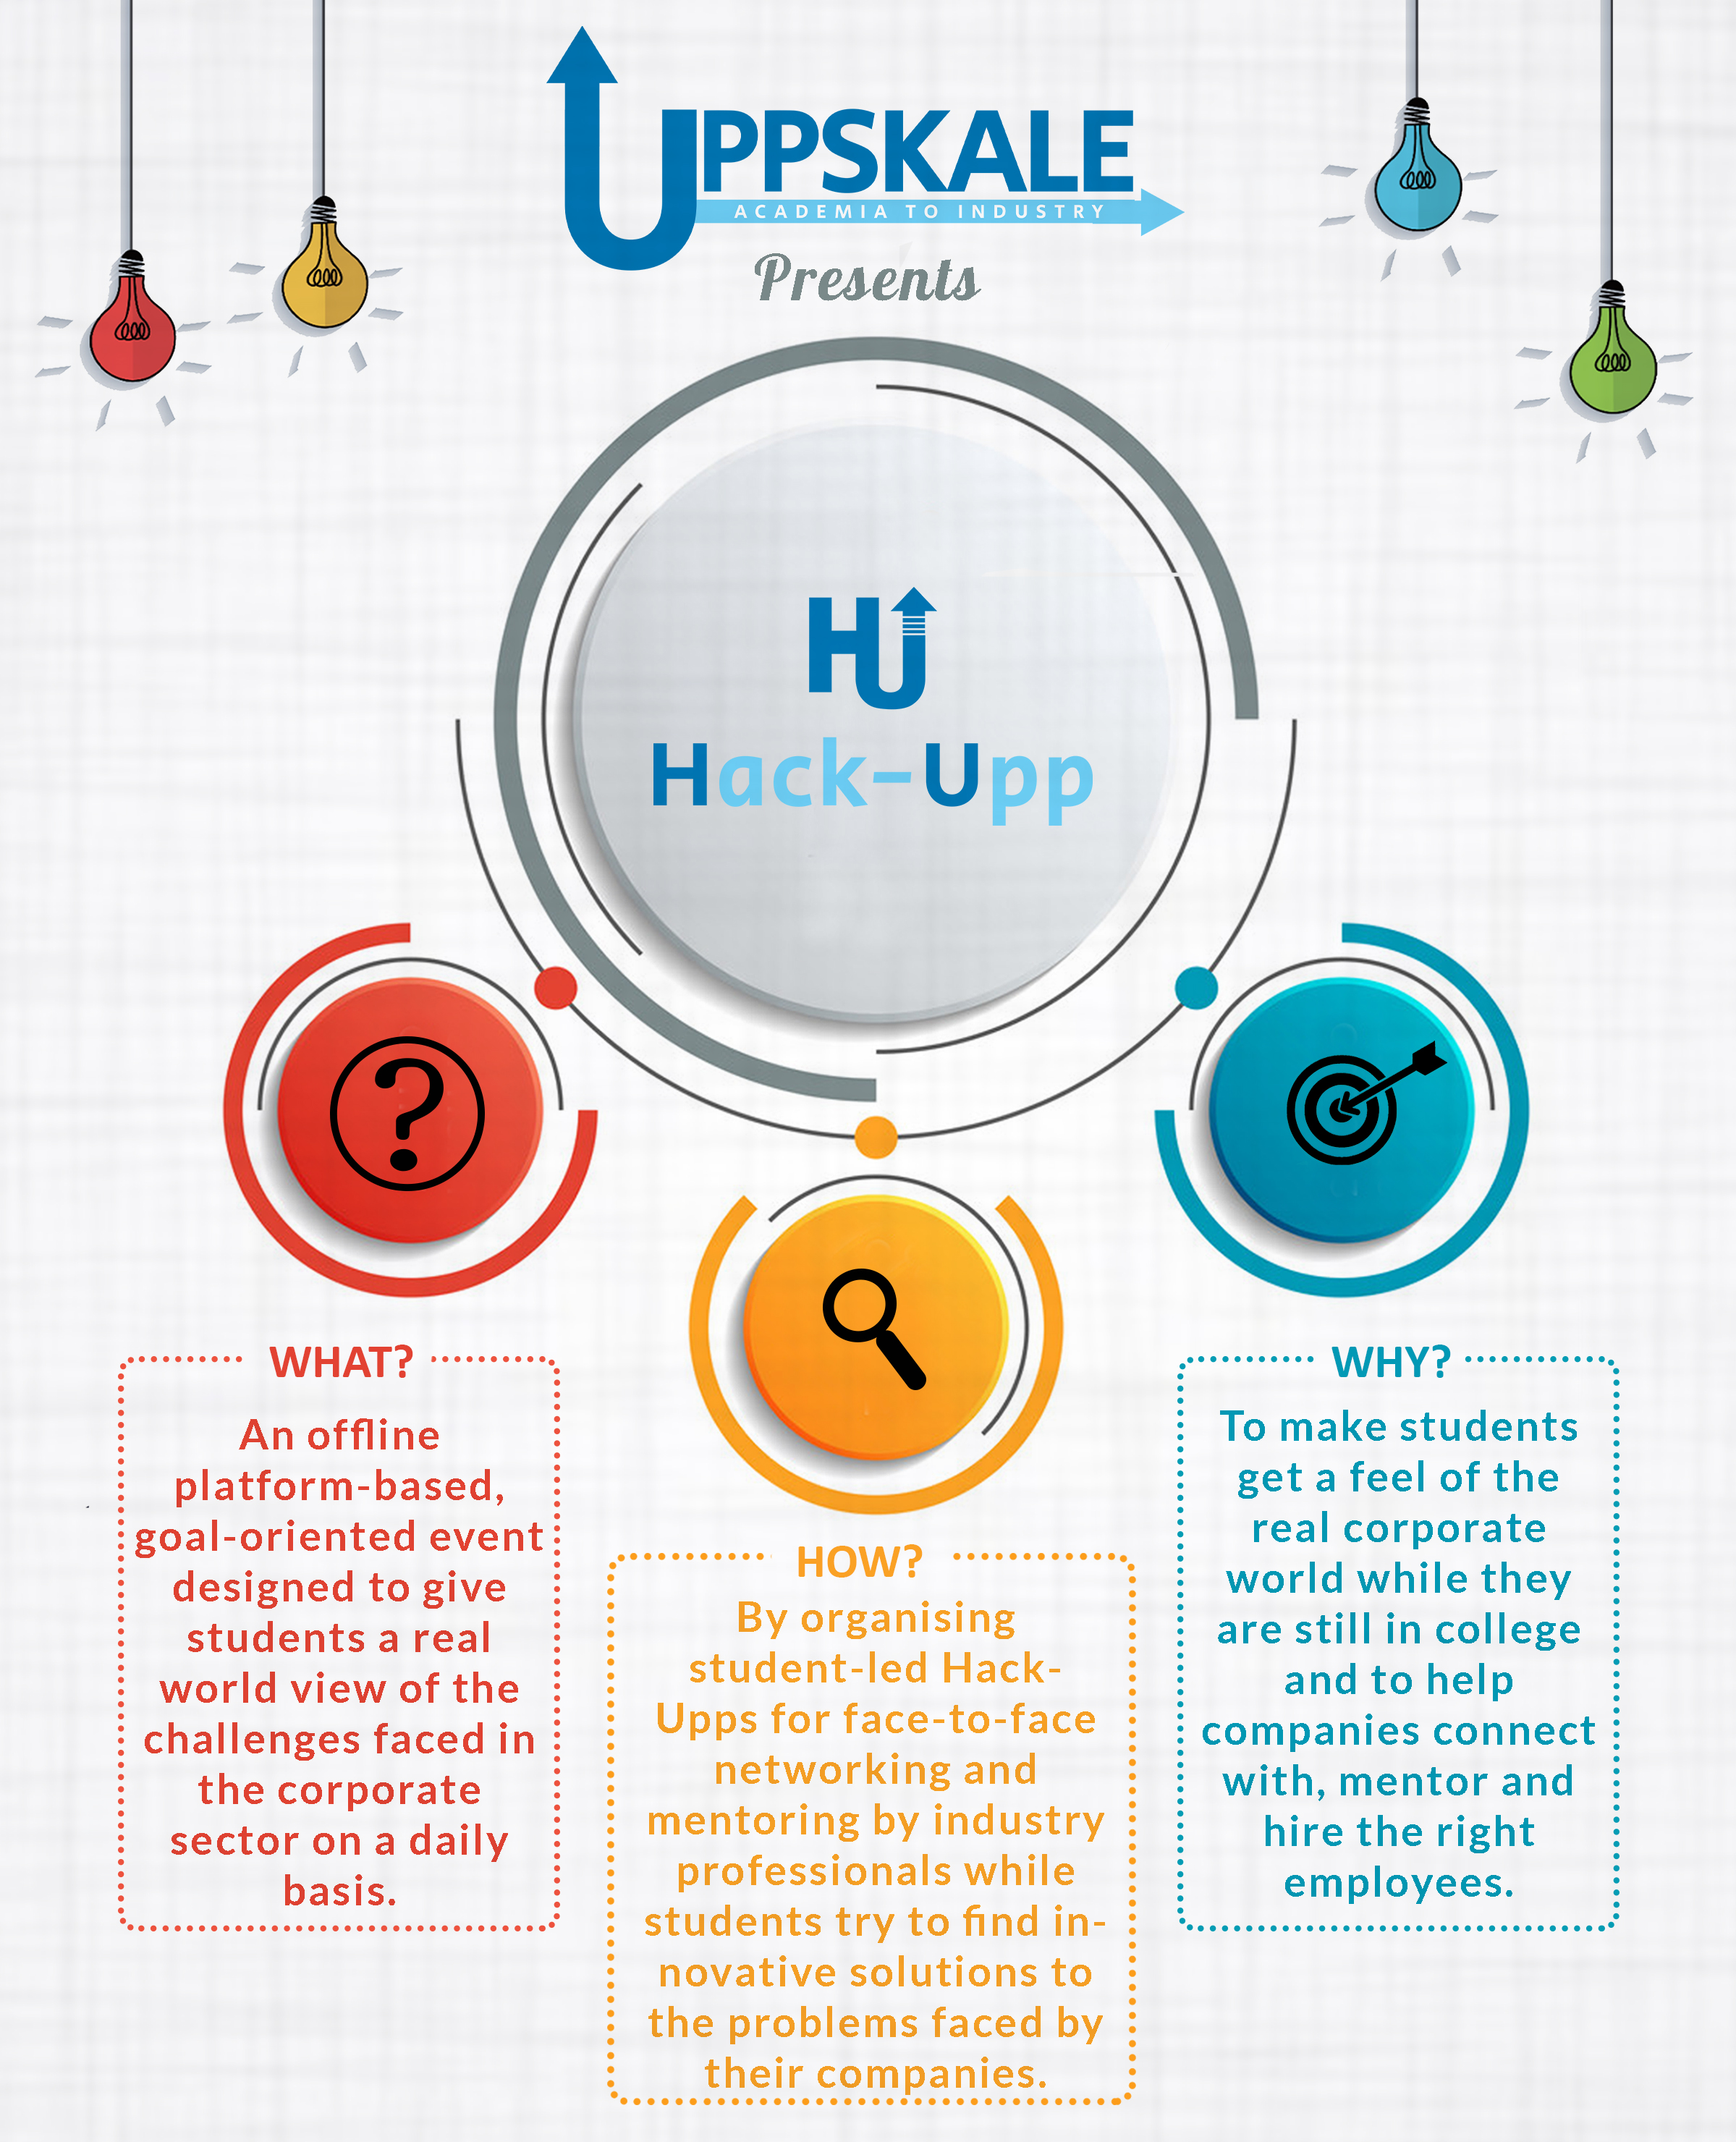 UPPSKALE
ACADEMIA TO INDUSTRY
Presents
HU
Hack-Upp
WHAT?
An offline
platform-based,
goal-oriented event
designed to give
students a real
world view of the
challenges faced in
the corporate
sector on a daily
basis.
HOW?
By organising
student-led Hack-
Upps for face-to-face
networking and
mentoring by industry
professionals while
students try to find in-
novative solutions to
the problems faced by
their companies.
WHY?
To make students
get a feel of the
real corporate
world while they
are still in college
and to help
companies connect
with, mentor and
hire the right
employees.